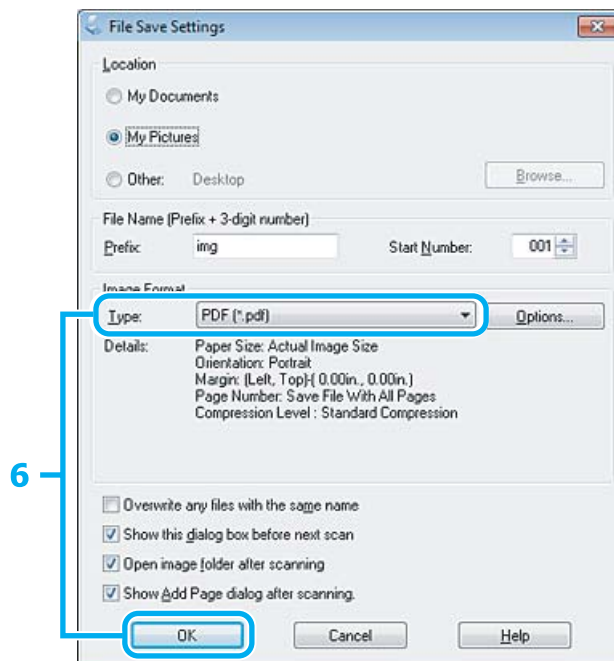 File Save Settings
Location
My Documents
My Pictures
Other: Desktop Browse...
File Name (Prefix + 3-digit number)
Prefix: img Start Number: 001
Image Format
Type: PDF (*.pdf) Options...
Details: Paper Size: Actual Image Size
Orientation: Portrait
Margin: (Left, Top)-( 0.00in., 0.00in.)
Page Number: Save File With All Pages
Compression Level : Standard Compression
6
Overwrite any files with the same name
Show this dialog box before next scan
Open image folder after scanning
Show Add Page dialog after scanning.
OK Cancel Help